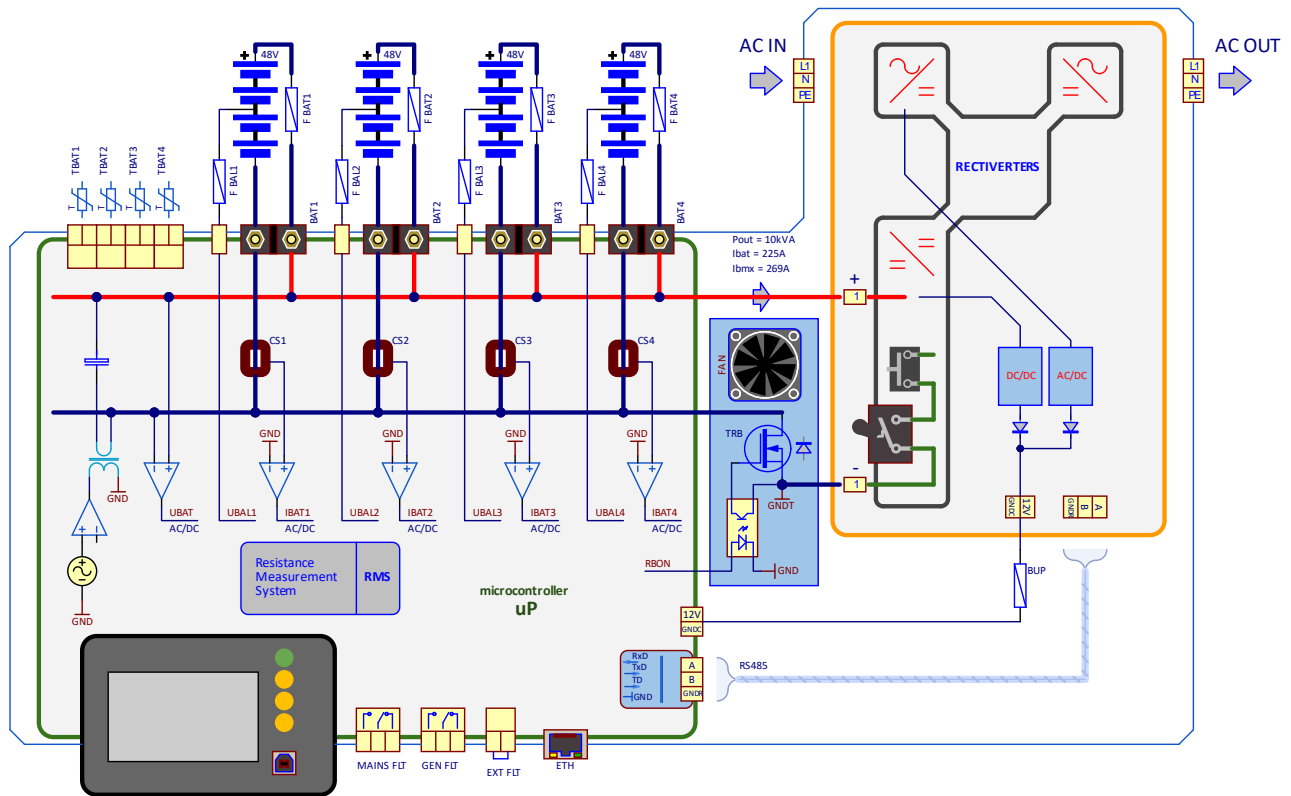 AC IN
AC OUT
L1
N
PE
L1
N
PE
+
48V
+
48V
+
48V
+
48V
F BAT1
F BAT2
F BAT3
F BAT4
TBAT1
TBAT2
TBAT3
TBAT4
T
T
T
T
F BAL1
F BAL2
F BAL3
F BAL4
BAT1
BAT2
BAT3
BAT4
RECTIVERTERS
Pout = 10kVA
Ibat = 225A
Ibmx = 269A
+
1
CS1
CS2
CS3
CS4
FAN
DC/DC
AC/DC
TRB
GND
GND
GND
GND
-
1
GND
GNDT
UBAT
AC/DC
UBAL1
IBAT1
AC/DC
UBAL2
IBAT2
AC/DC
UBAL3
IBAT3
AC/DC
UBAL4
IBAT4
AC/DC
GNDC
12V
GNDR
B
A
RBON
GND
BUP
Resistance
Measurement
System
RMS
microcontroller
uP
GND
12V
GNDC
RxD
TxD
TD
GND
A
B
GNDR
RS485
MAINS FLT
GEN FLT
EXT FLT
ETH